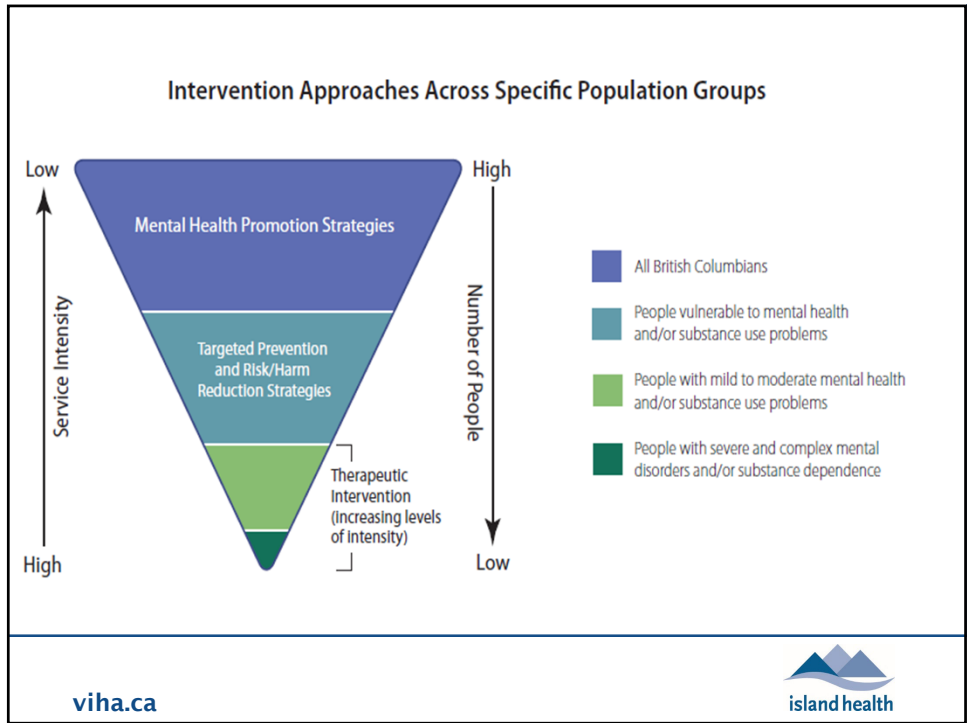 Intervention Approaches Across Specific Population Groups
Low
High
Mental Health Promotion Strategies
Service Intensity
Number of People
Targeted Prevention
and Risk/Harm
Reduction Strategies
Therapeutic
Intervention
(increasing levels
of intensity)
High
Low
All British Columbians
People vulnerable to mental health
and/or substance use problems
People with mild to moderate mental health
and/or substance use problems
People with severe and complex mental
disorders and/or substance dependence
viha.ca
island health